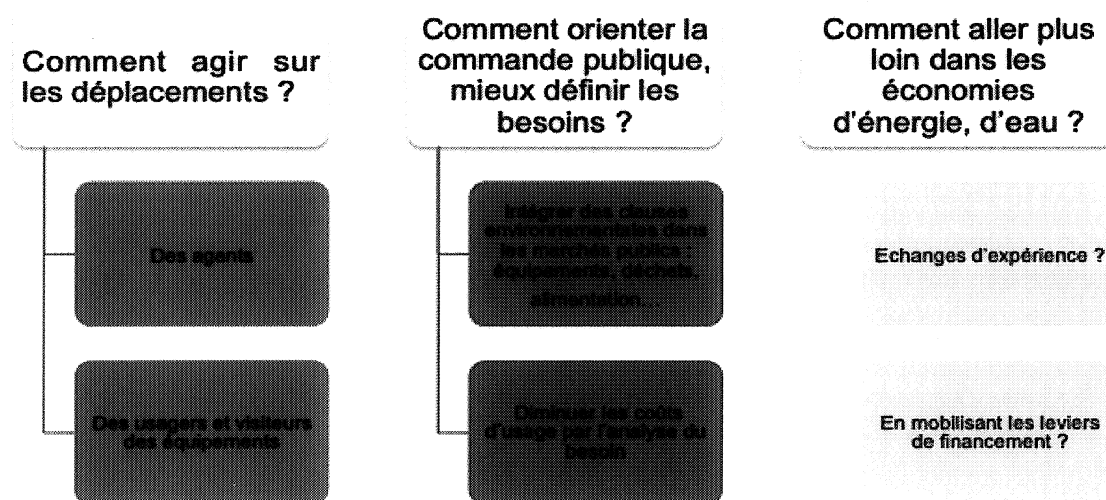 Comment agir sur
les déplacements ?
Des agents
Des usagers et visiteurs
des équipements
Comment orienter la
commande publique,
mieux définir les
besoins ?
Intégrer des clauses
environnementales dans
les marchés publics :
équipements, déchets,
alimentation…
Diminuer les coûts
d'usage par l'analyse du
besoin
Comment aller plus
loin dans les
économies
d'énergie, d'eau ?
Echanges d'expérience ?
En mobilisant les leviers
de financement ?